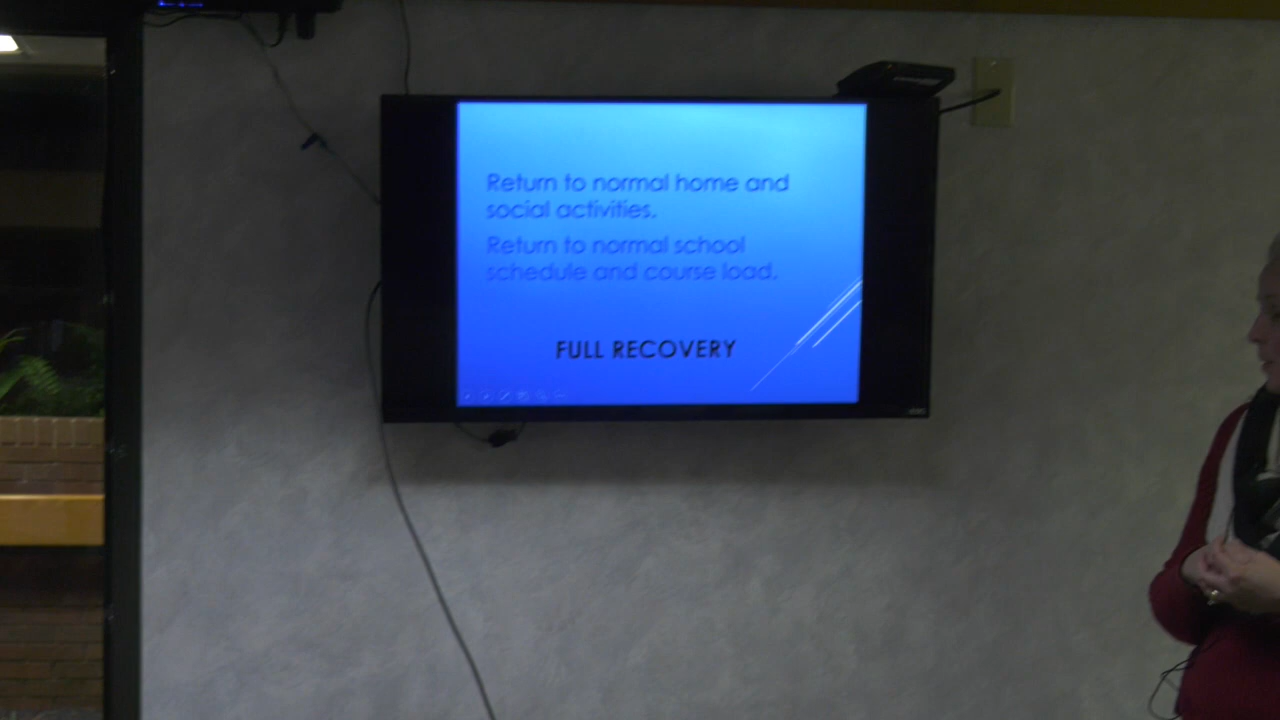 Return to normal home and
social activities.
Return to normal school
schedule and course load.
FULL RECOVERY